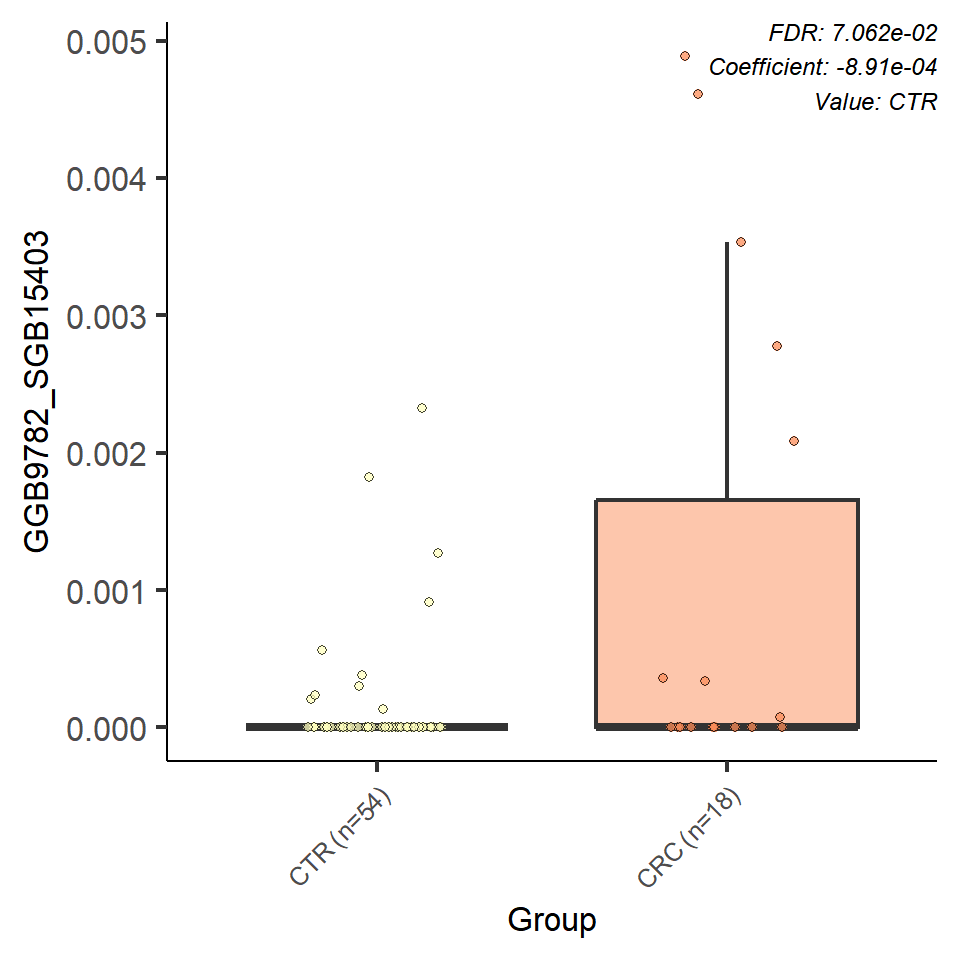 FDR: 7.062e-02
Coefficient: -8.91e-04
Value: CTR
0.005
0.004
0.003
0.002
0.001
0.000
GGB9782_SGB15403
CTR (n=54)
CRC (n=18)
Group